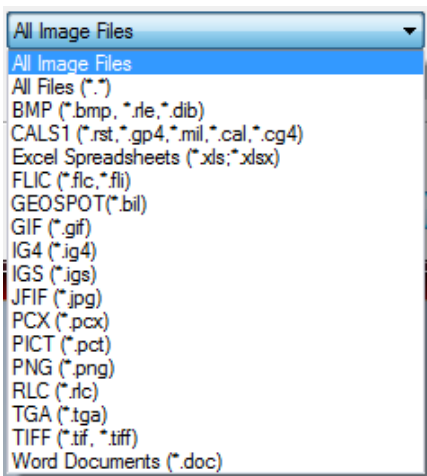 All Image Files
All Image Files
All Files (*.*)
BMP (*.bmp, *.rle,*.dib)
CALS1 (*.rst,*.gp4,*.mil,*.cal,*.cg4)
Excel Spreadsheets (*.xls;*.xlsx)
FLIC (*.flc,*.fli)
GEOSPOT(*.bil)
GIF (*.gif)
IG4 (*.ig4)
IGS (*.igs)
JFIF (*.jpg)
PCX (*.pcx)
PICT (*.pct)
PNG (*.png)
RLC (*.rlc)
TGA (*.tga)
TIFF (*.tif, *.tiff)
Word Documents (*.doc)